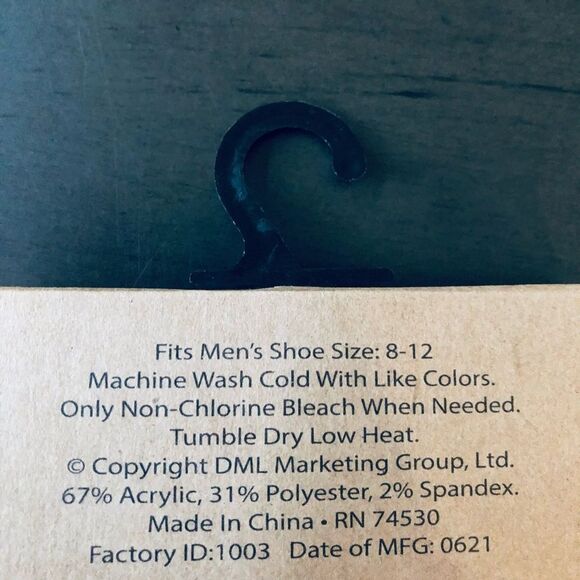 Fits Men's Shoe Size: 8-12
Machine Wash Cold With Like Colors.
Only Non-Chlorine Bleach When Needed.
Tumble Dry Low Heat.
© Copyright DML Marketing Group, Ltd.
67% Acrylic, 31% Polyester, 2% Spandex.
Made In China • RN 74530
Factory ID:1003 Date of MFG: 0621